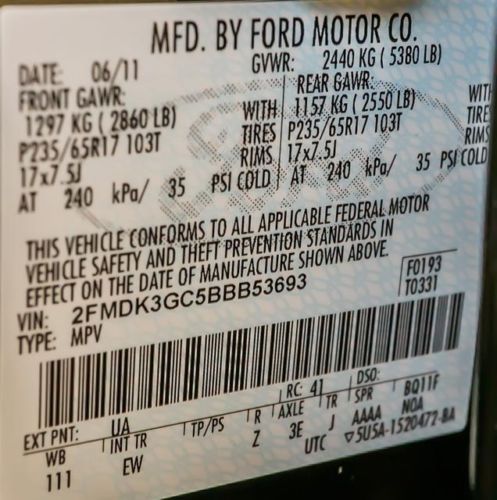 MFD. BY FORD MOTOR CO.
DATE: 06/11 GVWR: 2440 KG ( 5380 LB)
FRONT GAWR: REAR GAWR:
1297 KG ( 2860 LB) WITH 1157 KG ( 2550 LB) WITH
P235/65R17 103T TIRES P235/65R17 103T TIRE
17x7.5J RIMS 17x7.5J RIMS
AT 240 kPa/ 35 PSI COLD AT 240 kPa/ 35 PSI COLD
THIS VEHICLE CONFORMS TO ALL APPLICABLE FEDERAL MOTOR
VEHICLE SAFETY AND THEFT PREVENTION STANDARDS IN
EFFECT ON THE DATE OF MANUFACTURE SHOWN ABOVE.
VIN: 2FMDK3GC5BBB53693 F0193
TYPE: MPV T0331
EXT PNT: UA RC: 41 DSO:
WB INT TR TP/PS R AXLE TR SPR BQ11F
111 EW Z 3E J AAAA N0A
UTC ▽5U5A-1520472-BA